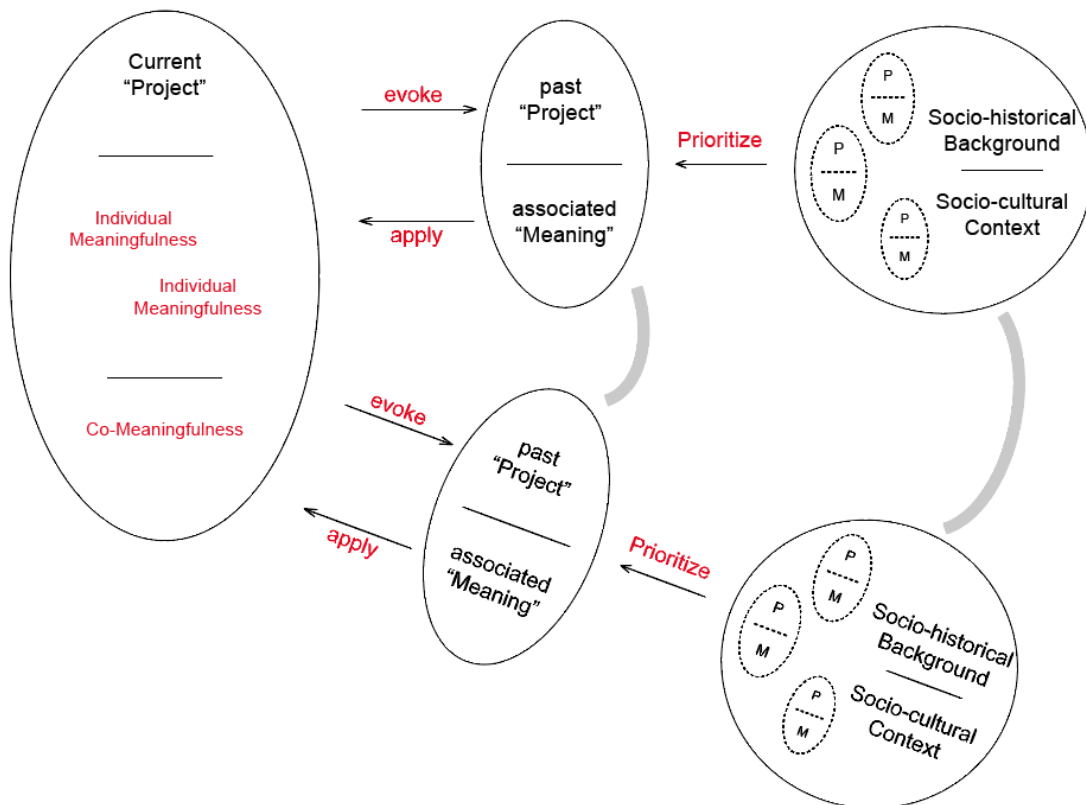 Current
“Project”
Individual
Meaningfulness
Individual
Meaningfulness
Co-Meaningfulness
evoke
apply
past
“Project”
associated
“Meaning”
Prioritize
P
M
P
M
P
M
Socio-historical
Background
Socio-cultural
Context
evoke
apply
past
“Project”
associated
“Meaning”
Prioritize
P
M
P
M
P
M
Socio-historical
Background
Socio-cultural
Context